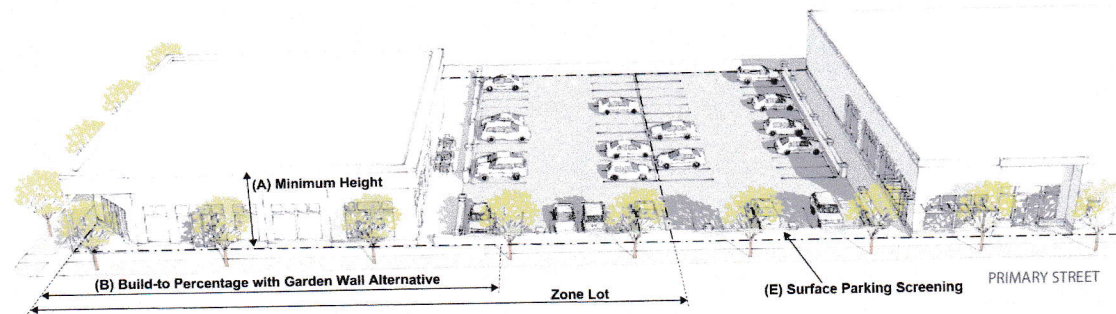 (A) Minimum Height
(B) Build-to Percentage with Garden Wall Alternative
Zone Lot
(E) Surface Parking Screening
PRIMARY STREET